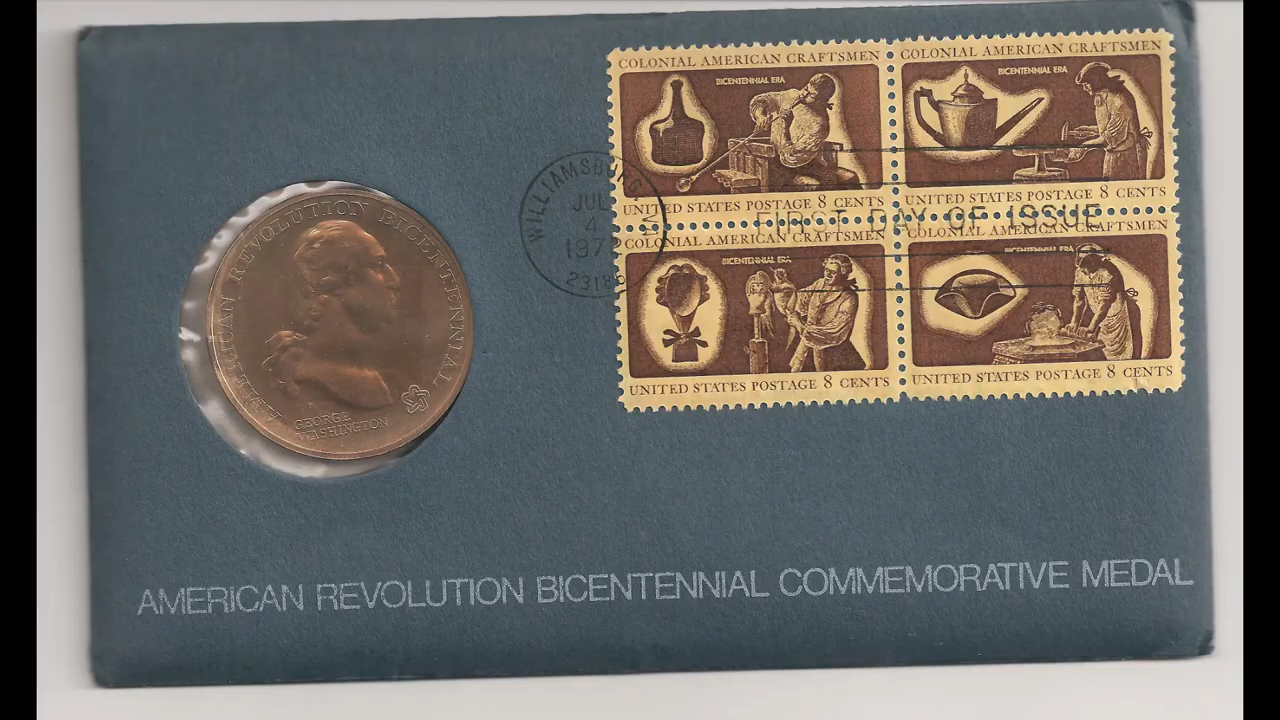 AMERICAN REVOLUTION BICENTENNIAL
GEORGE
WASHINGTON
COLONIAL AMERICAN CRAFTSMEN
BICENTENNIAL ERA
UNITED STATES POSTAGE 8 CENTS
COLONIAL AMERICAN CRAFTSMEN
BICENTENNIAL ERA
UNITED STATES POSTAGE 8 CENTS
WILLIAMSBURG
JUL
4
FIRST DAY OF ISSUE
COLONIAL AMERICAN CRAFTSMEN
BICENTENNIAL ERA
UNITED STATES POSTAGE 8 CENTS
COLONIAL AMERICAN CRAFTSMEN
BICENTENNIAL ERA
UNITED STATES POSTAGE 8 CENTS
AMERICAN REVOLUTION BICENTENNIAL COMMEMORATIVE MEDAL